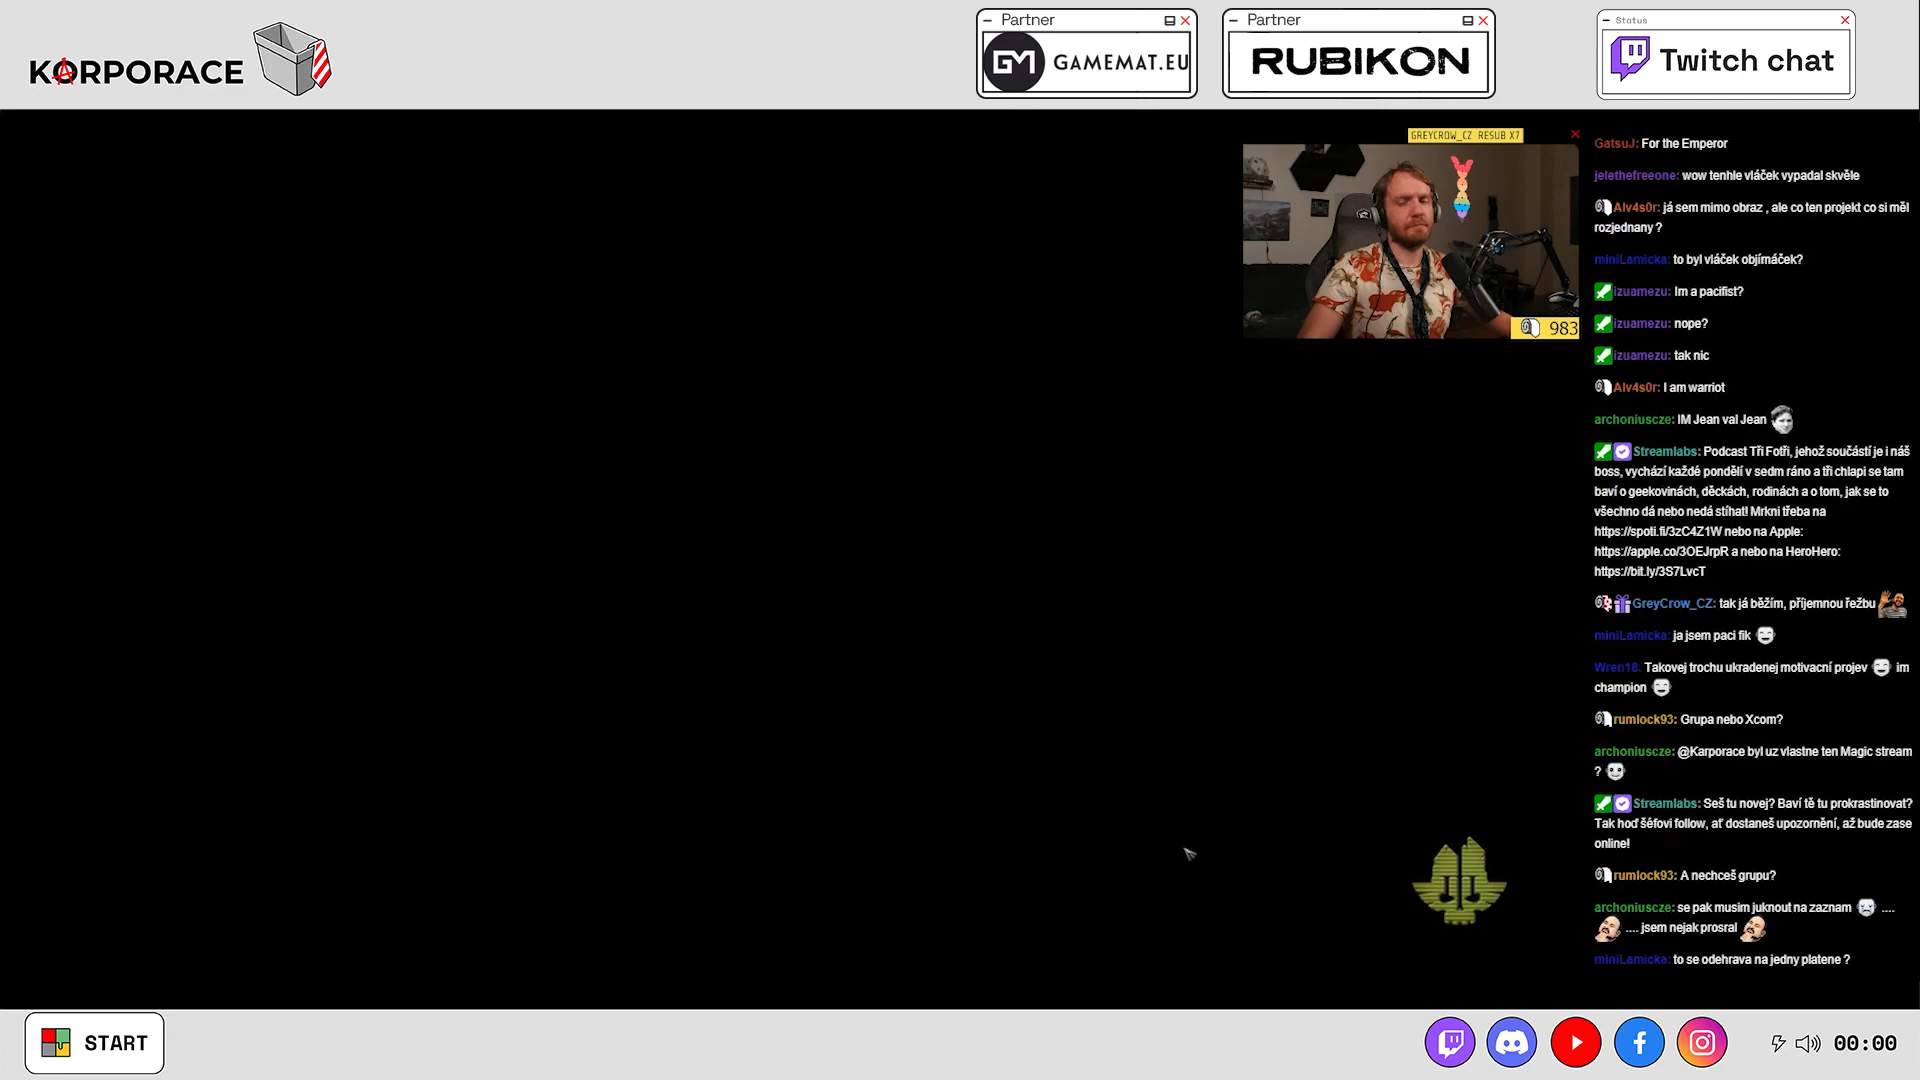 KARPORACE
Partner
GAMEMAT.EU
Partner
RUBIKON
Status
Twitch chat
GREYCROW_CZ RESUB X7
983
GatsuJ: For the Emperor
jelethefreeone: wow tenhle vláček vypadal skvěle
Alv4s0r: já sem mimo obraz , ale co ten projekt co si měl
rozjednany ?
miniLamicka: to byl vláček objímáček?
izuamezu: Im a pacifist?
izuamezu: nope?
izuamezu: tak nic
Alv4s0r: I am warriot
archoniuscze: IM Jean val Jean
Streamlabs: Podcast Tři Fotři, jehož součástí je i náš
boss, vychází každé pondělí v sedm ráno a tři chlapi se tam
baví o geekovinách, děckách, rodinách a o tom, jak se to
všechno dá nebo nedá stíhat! Mrkni třeba na
https://spoti.fi/3zC4Z1W nebo na Apple:
https://apple.co/3OEJrpR a nebo na HeroHero:
https://bit.ly/3S7LvcT
GreyCrow_CZ: tak já běžím, příjemnou řežbu
miniLamicka: ja jsem paci fik
Wren18: Takovej trochu ukradenej motivacní projev im
champion
rumlock93: Grupa nebo Xcom?
archoniuscze: @Karporace byl uz vlastne ten Magic stream
?
Streamlabs: Seš tu novej? Baví tě tu prokrastinovat?
Tak hoď šéfovi follow, ať dostaneš upozornění, až bude zase
online!
rumlock93: A nechceš grupu?
archoniuscze: se pak musim juknout na zaznam ....
.... jsem nejak prosral
miniLamicka: to se odehrava na jedny platene ?
START
00:00